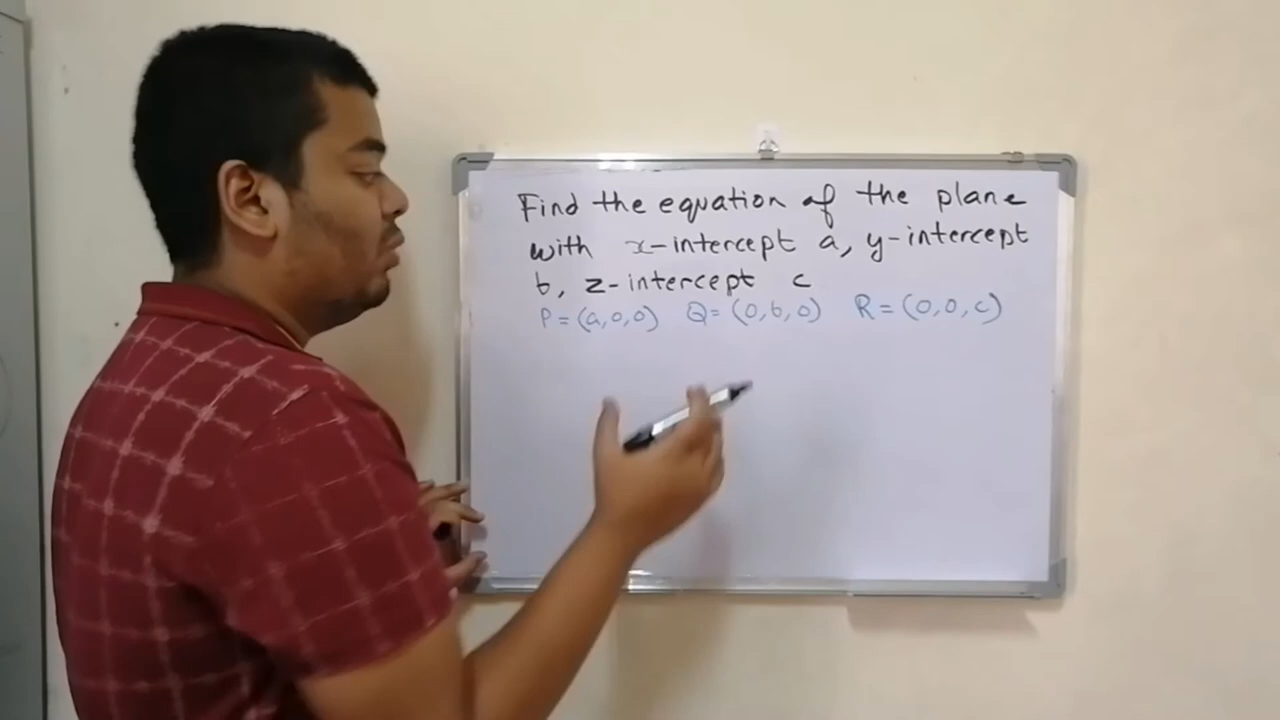 Find the equation of the plane
with x-intercept a, y-intercept
b, z-intercept c
P=(a,0,0) Q=(0,b,0) R=(0,0,c)